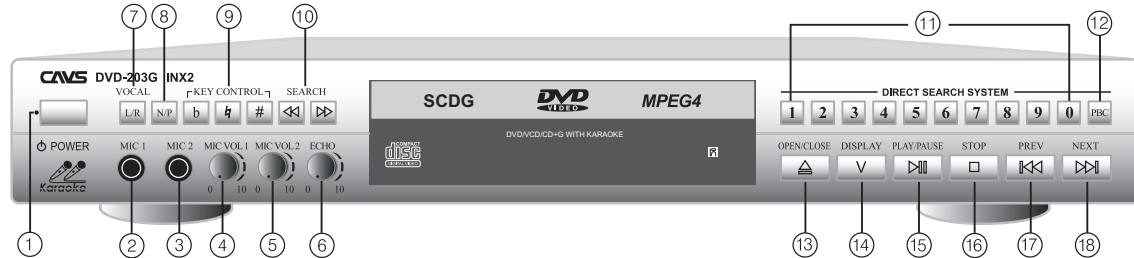 ⑦ ⑧ ⑨ ⑩ ⑪ ⑫
CAVS DVD-203G INX2
VOCAL KEY CONTROL SEARCH
L/R N/P b ♮ #
SCDG DVD VIDEO MPEG4
DIRECT SEARCH SYSTEM
1 2 3 4 5 6 7 8 9 0 PBC
DVD/VCD/CD+G WITH KARAOKE
COMPACT
disc
POWER MIC 1 MIC 2 MIC VOL 1 MIC VOL 2 ECHO
OPEN/CLOSE DISPLAY PLAY/PAUSE STOP PREV NEXT
V
Karaoke
0 10 0 10 0 10
① ② ③ ④ ⑤ ⑥ ⑬ ⑭ ⑮ ⑯ ⑰ ⑱